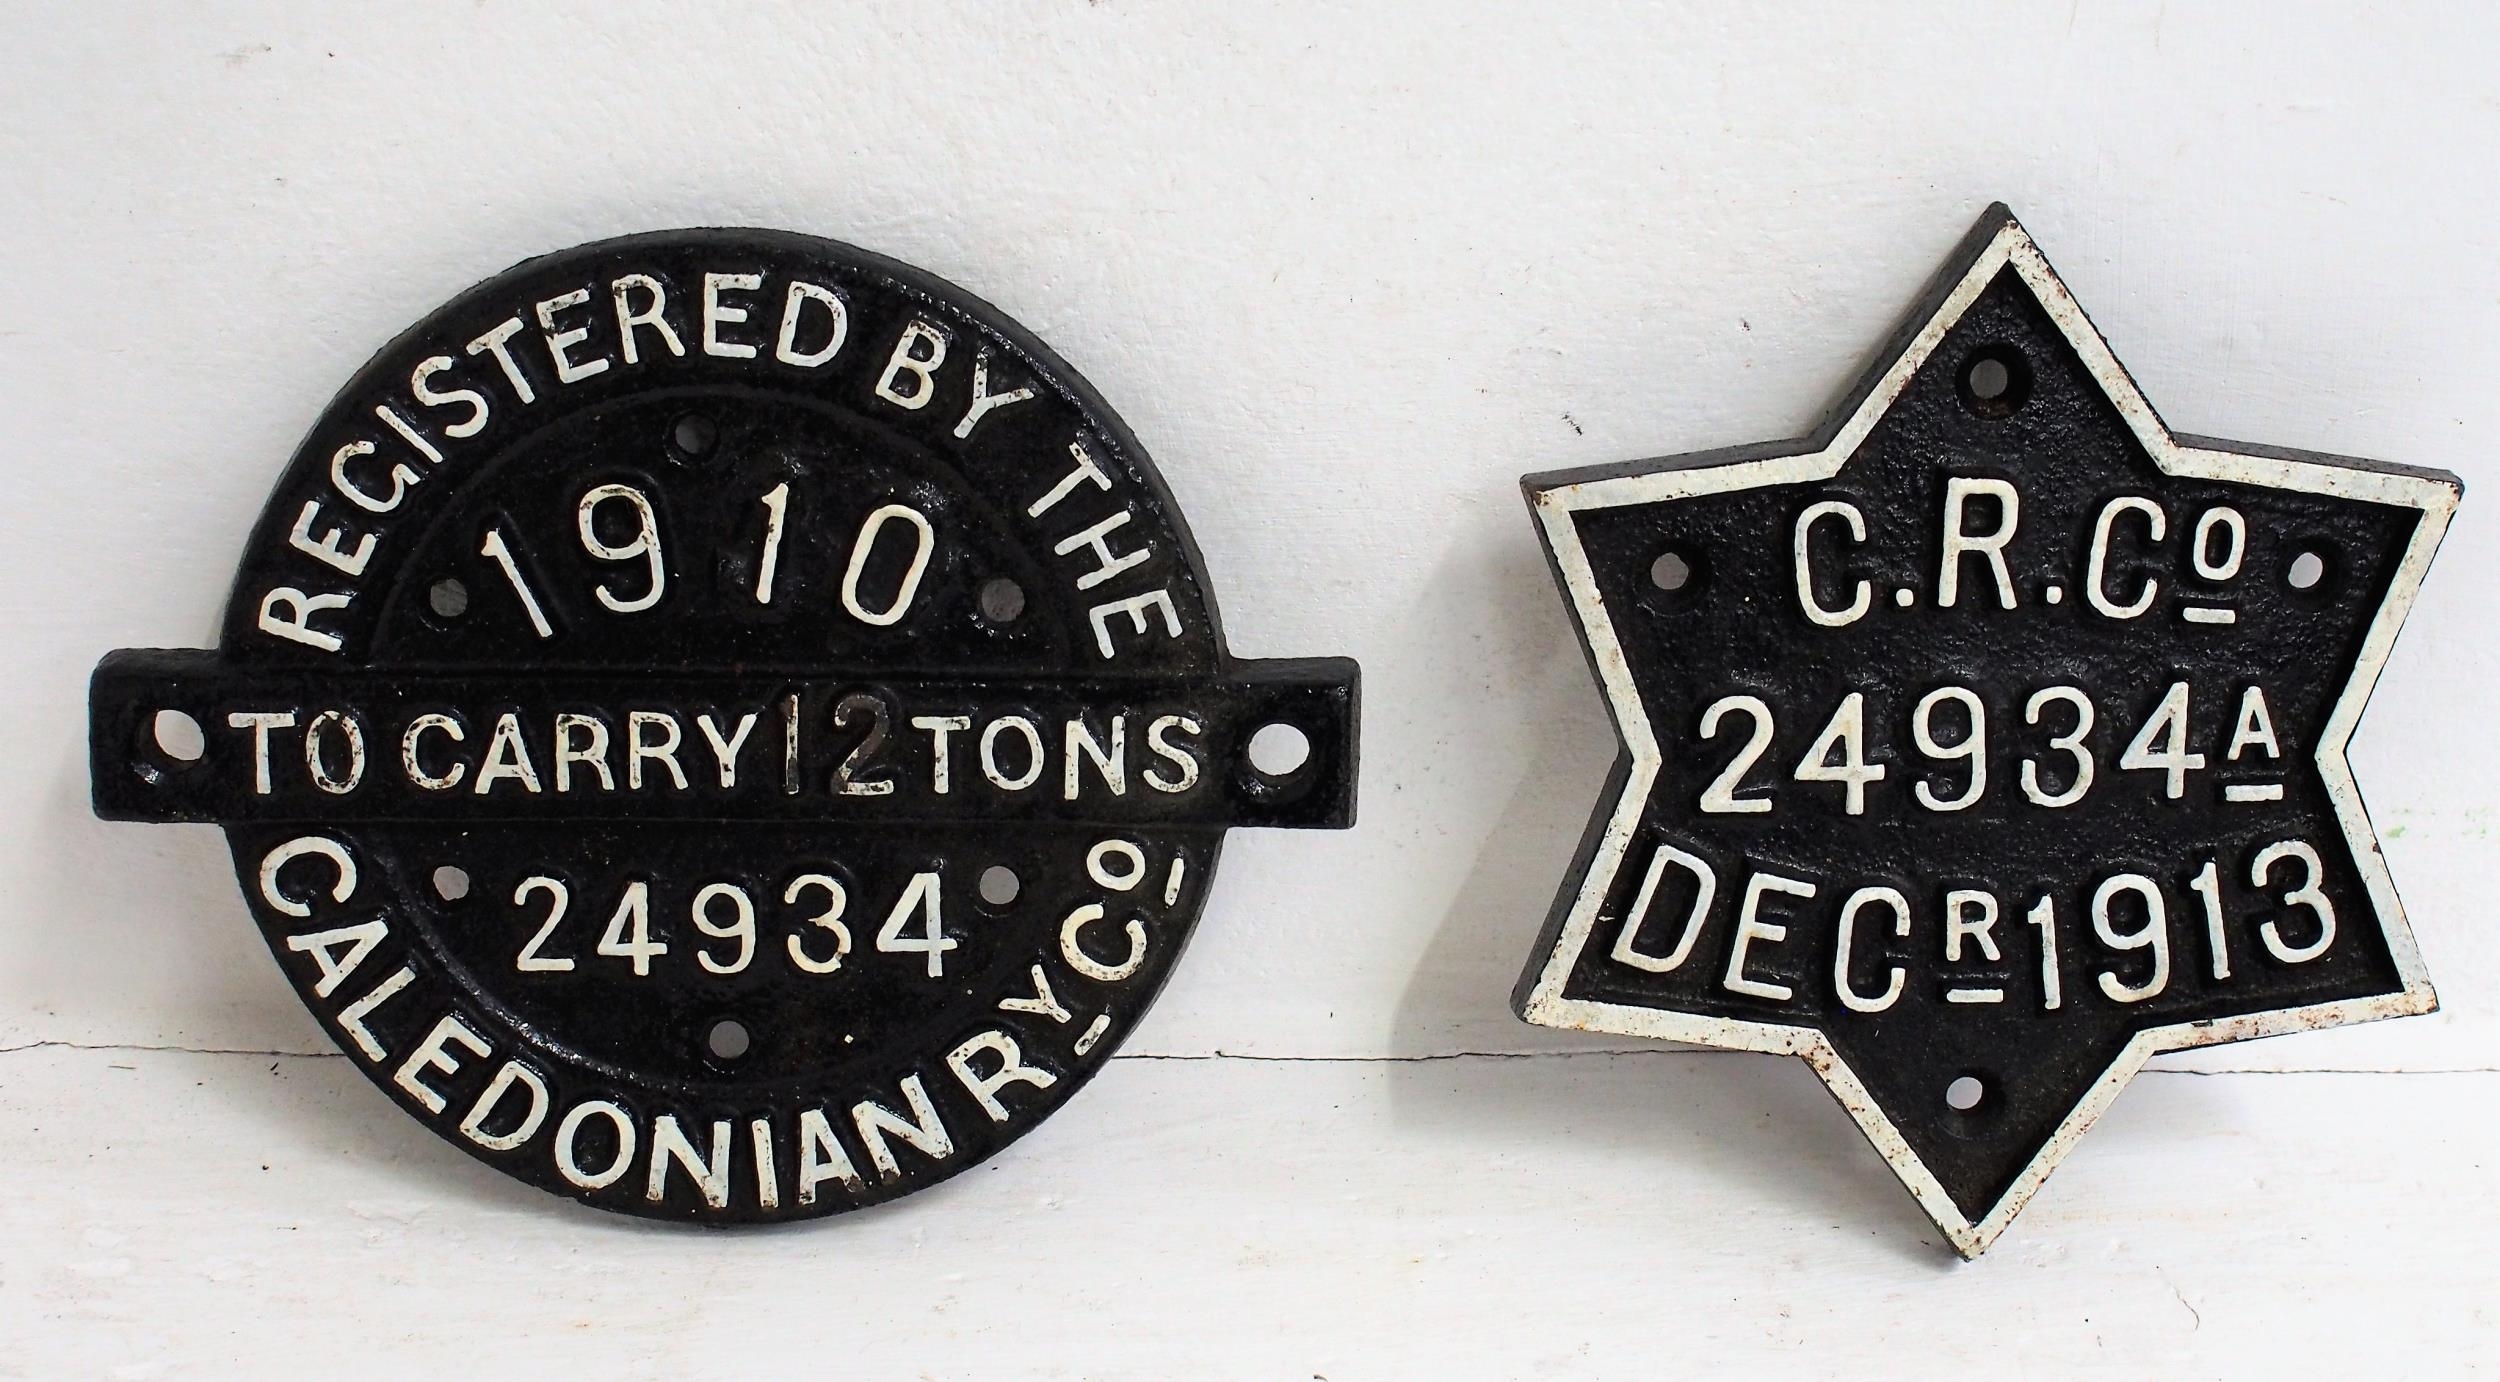 REGISTERED BY THE
1910
TO CARRY 12 TONS
24934
CALEDONIAN RY CO
C.R.CO
24934A
DECR 1913